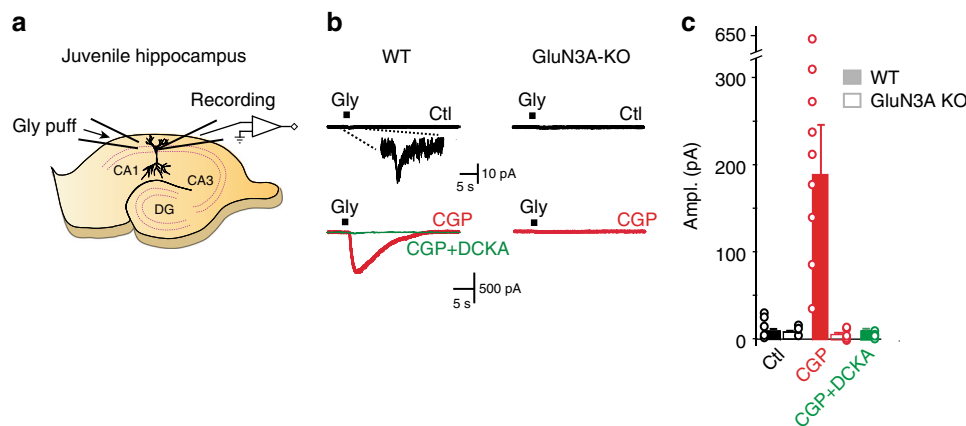 a
Juvenile hippocampus
Recording
Gly puff
CA1
CA3
DG
b
WT
GluN3A-KO
Gly
Ctl
Gly
Ctl
5 s
10 pA
Gly
CGP
CGP+DCKA
Gly
CGP
5 s
500 pA
c
650
300
200
100
0
Ampl. (pA)
WT
GluN3A KO
Ctl
CGP
CGP+DCKA